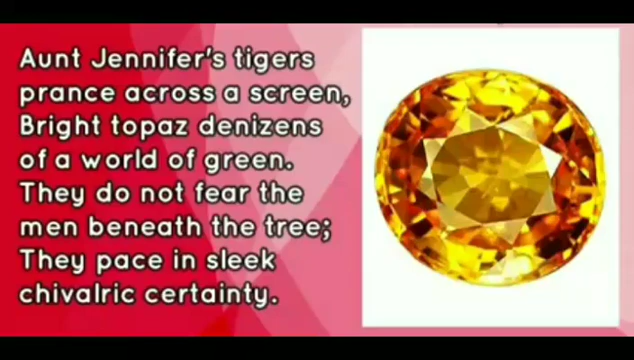 Aunt Jennifer's tigers
prance across a screen,
Bright topaz denizens
of a world of green.
They do not fear the
men beneath the tree;
They pace in sleek
chivalric certainty.